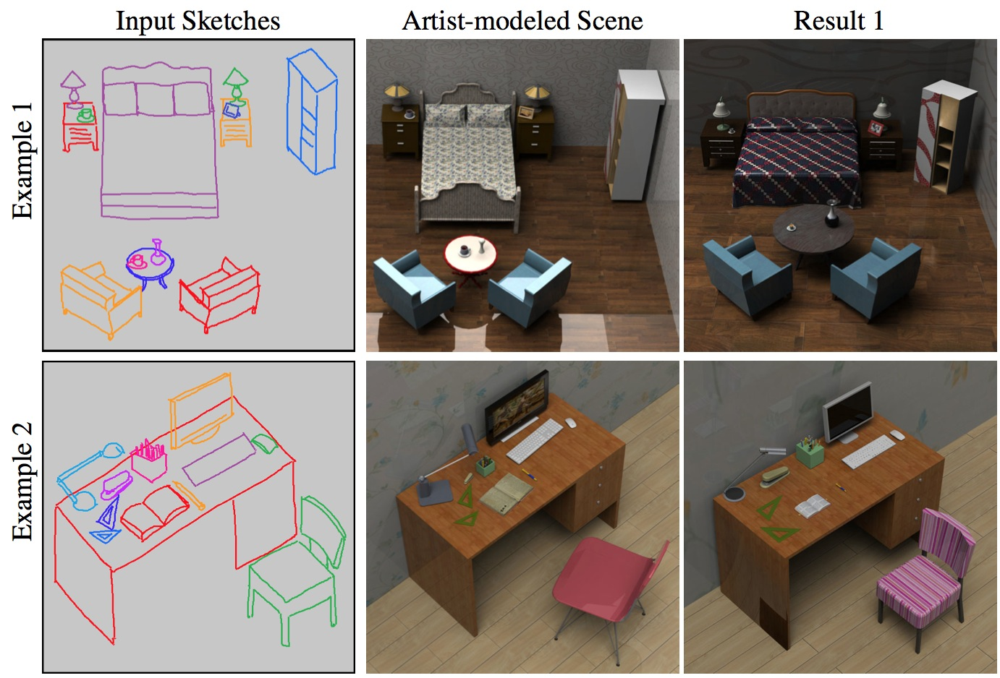 Input Sketches
Artist-modeled Scene
Result 1
Example 1
Example 2